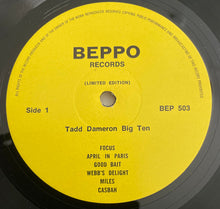 BEPPO
RECORDS
(LIMITED EDITION)
Side 1
BEP 503
Tadd Dameron Big Ten
FOCUS
APRIL IN PARIS
GOOD BAIT
WEBB'S DELIGHT
MILES
CASBAH